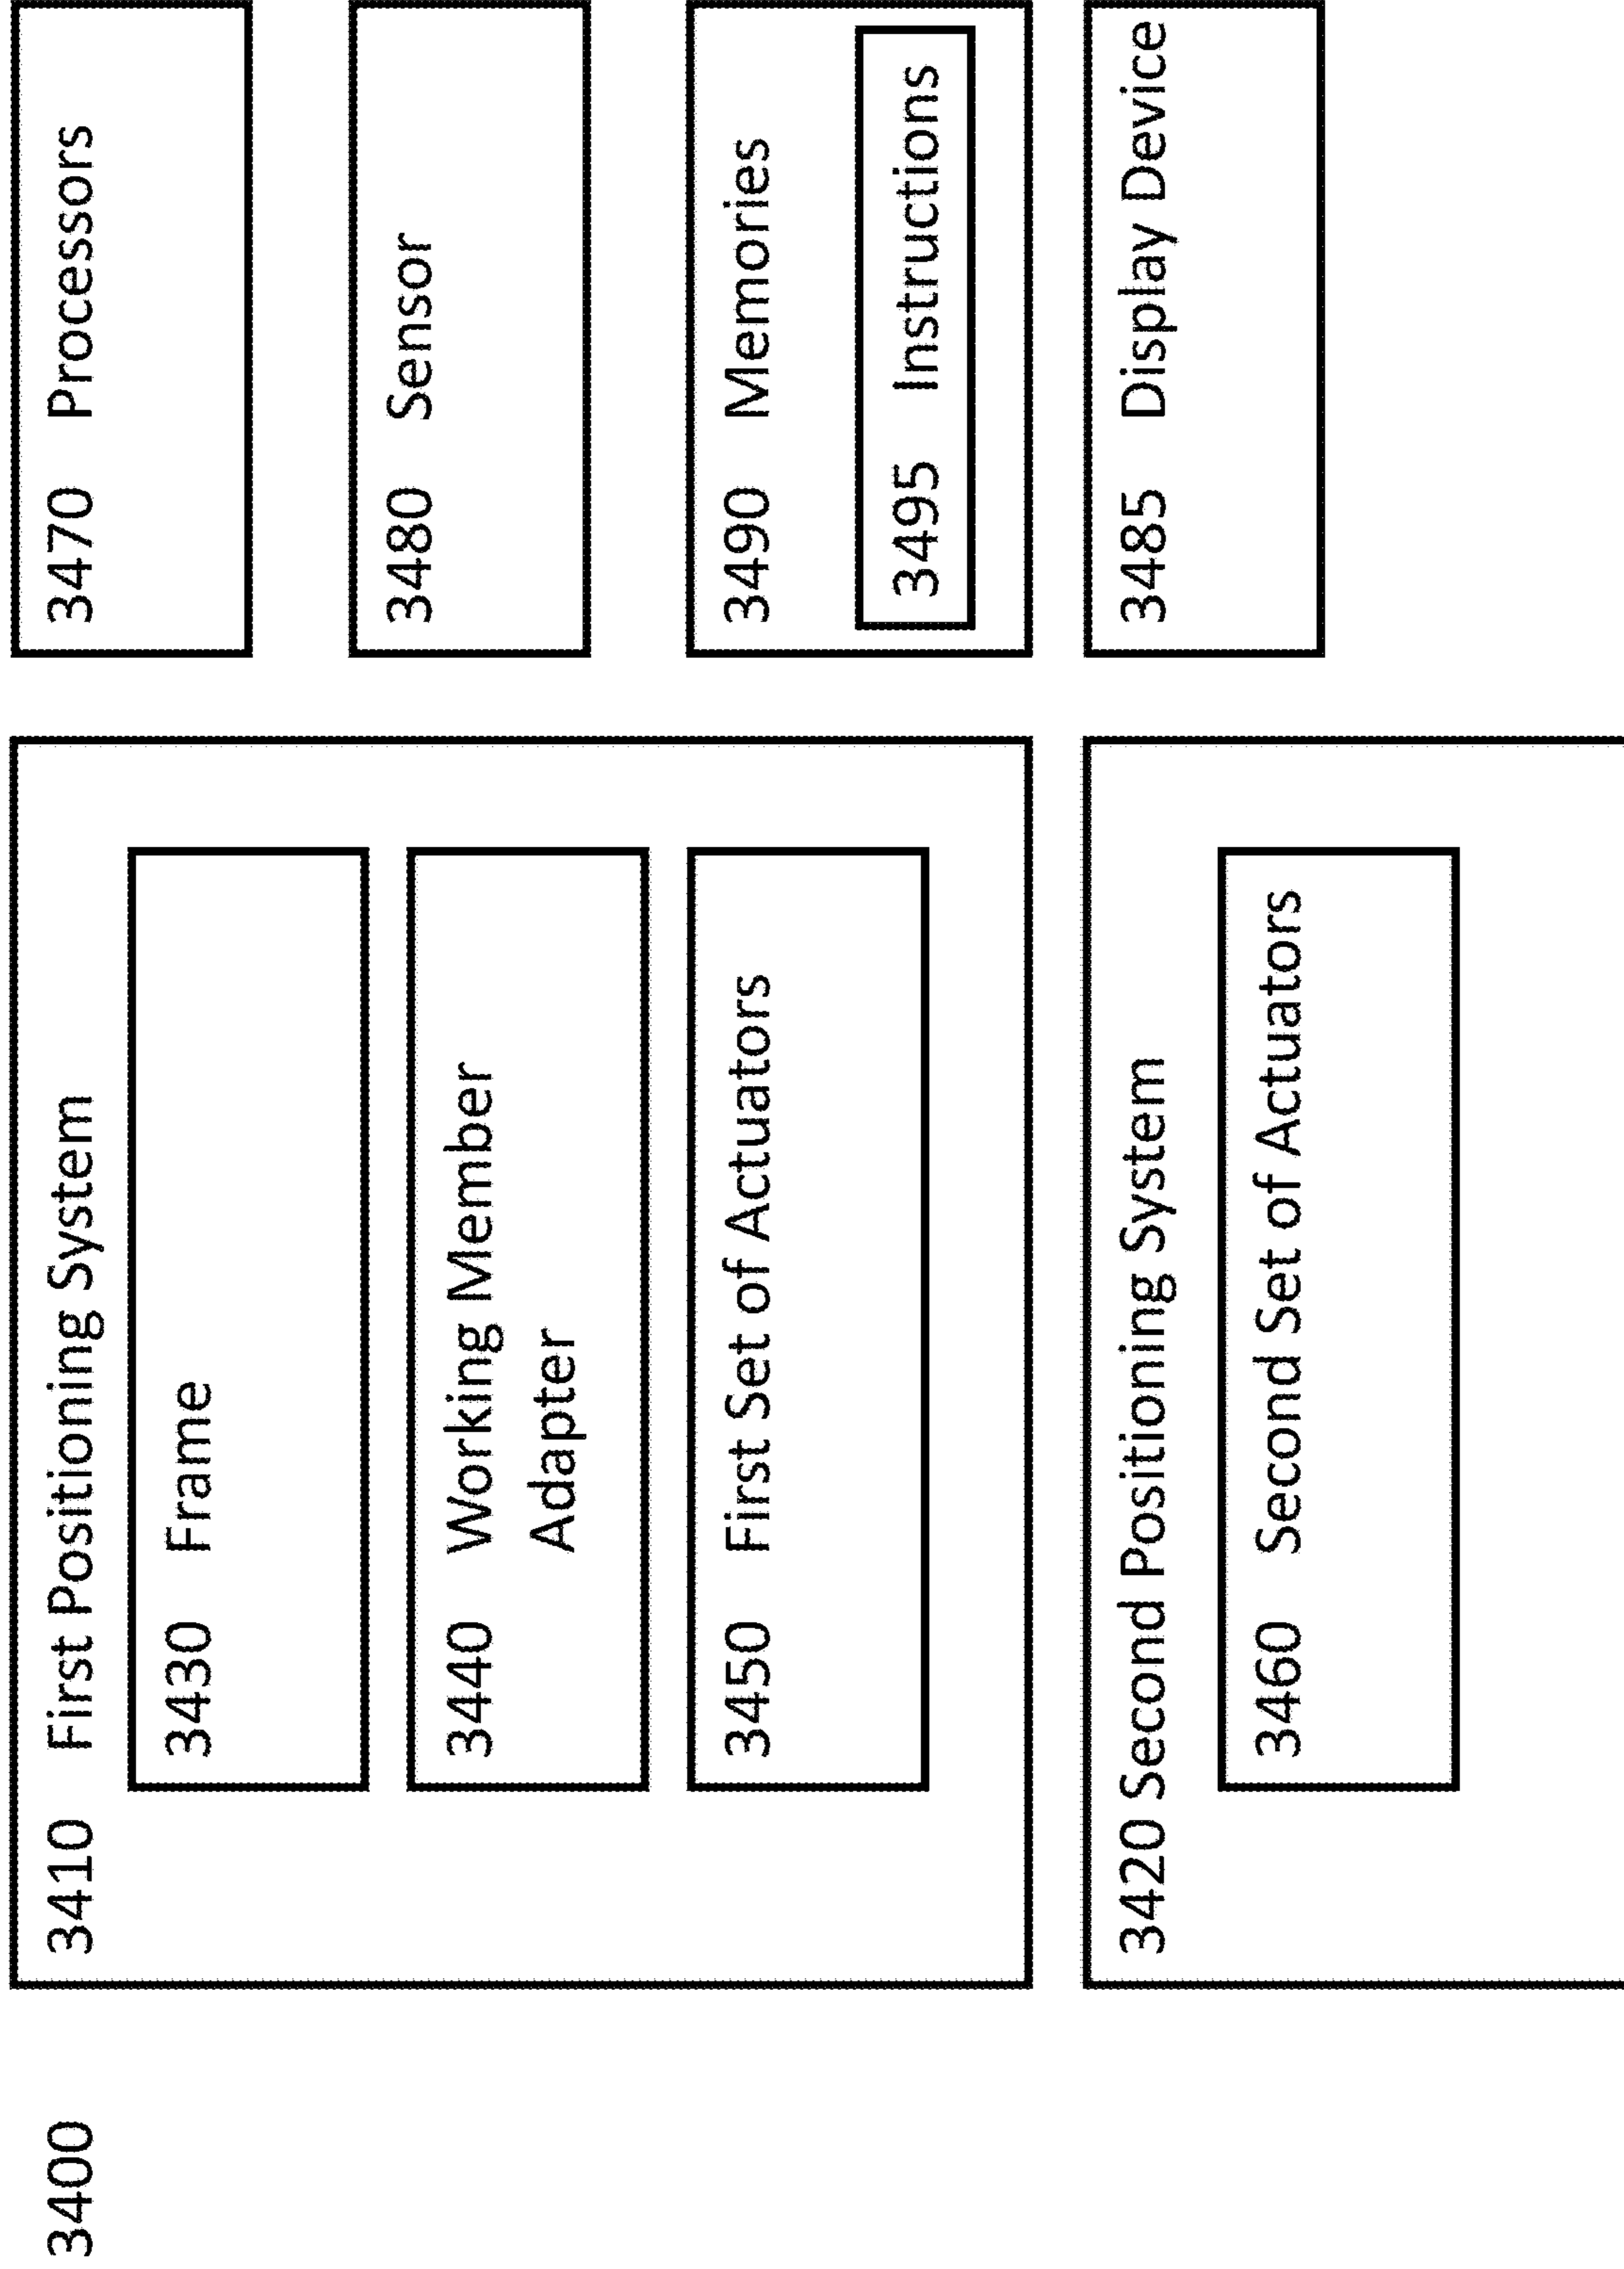 3400
3410 First Positioning System
3430 Frame
3440 Working Member
Adapter
3450 First Set of Actuators
3420 Second Positioning System
3460 Second Set of Actuators
3470 Processors
3480 Sensor
3490 Memories
3495 Instructions
3485 Display Device